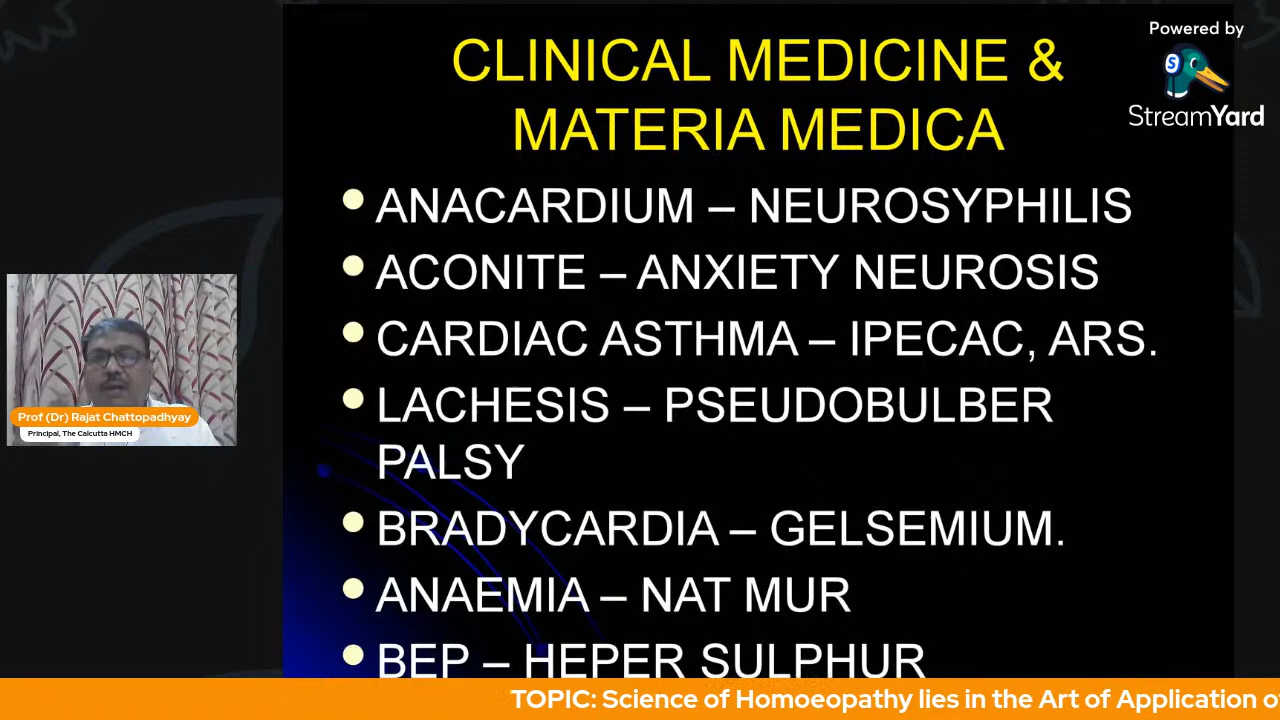 Powered by
StreamYard
CLINICAL MEDICINE &
MATERIA MEDICA
• ANACARDIUM – NEUROSYPHILIS
• ACONITE – ANXIETY NEUROSIS
• CARDIAC ASTHMA – IPECAC, ARS.
• LACHESIS – PSEUDOBULBER
PALSY
• BRADYCARDIA – GELSEMIUM.
• ANAEMIA – NAT MUR
• BEP – HEPER SULPHUR
Prof (Dr) Rajat Chattopadhyay
Principal, The Calcutta HMCH
TOPIC: Science of Homoeopathy lies in the Art of Application o